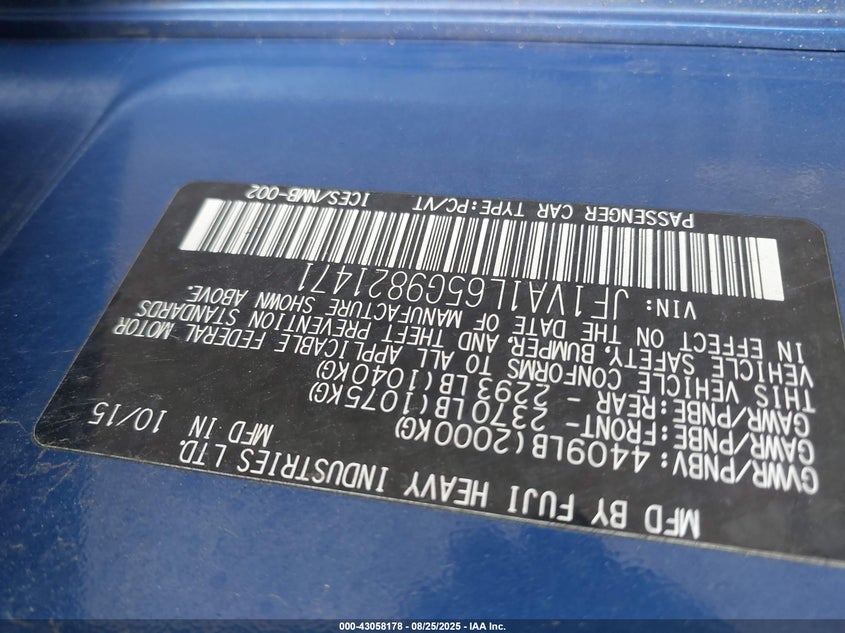 MFD BY FUJI HEAVY INDUSTRIES LTD.
GVWR/PNBV: 4409LB(2000KG) MFD IN
GAWR/PNBE: FRONT- 2370LB(1075KG) 10/15
GAWR/PNBE: REAR - 2293LB(1040KG)
THIS VEHICLE CONFORMS TO ALL APPLICABLE FEDERAL MOTOR
VEHICLE SAFETY, BUMPER, AND THEFT PREVENTION STANDARDS
IN EFFECT ON THE DATE OF MANUFACTURE SHOWN ABOVE.
VIN: JF1VA1L65G9821471
PASSENGER CAR TYPE:PC/VT ICES/NMB-002
000-43058178 - 08/25/2025 - IAA Inc.